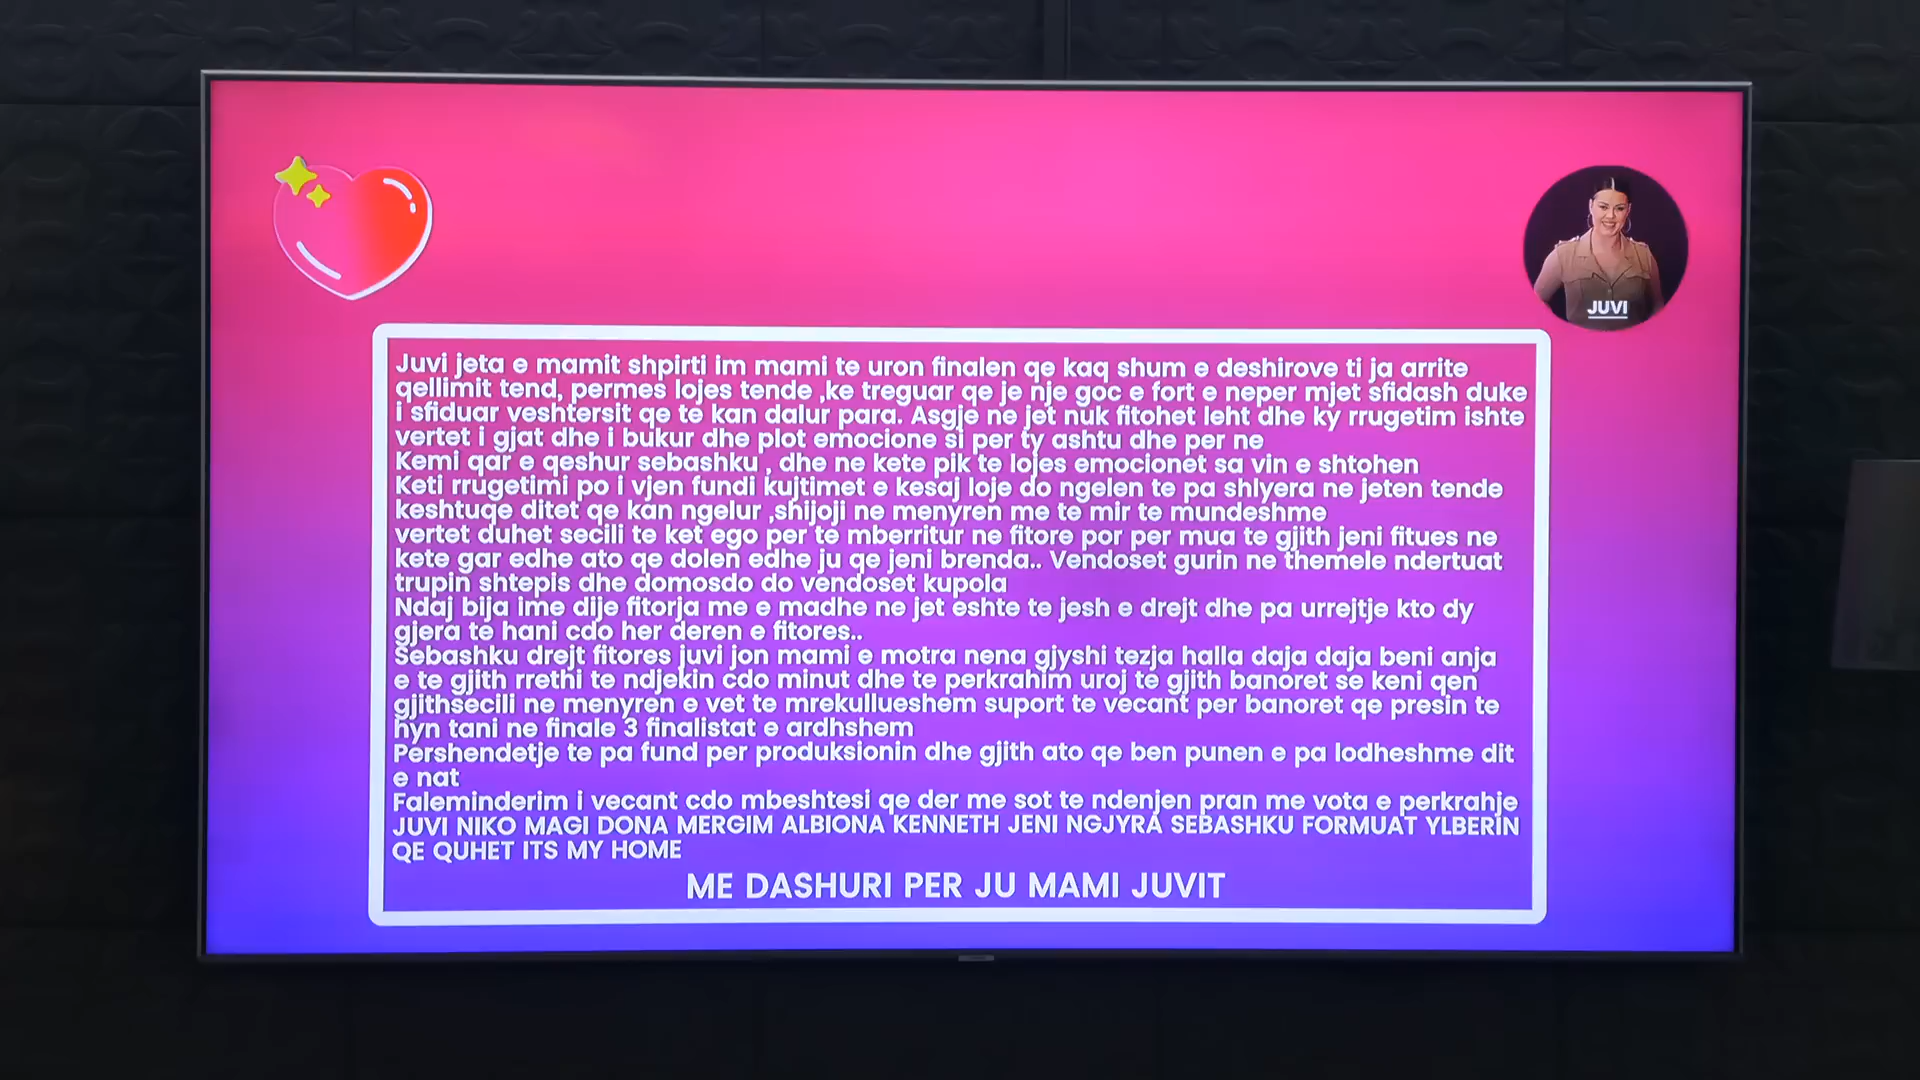 JUVI
Juvi jeta e mamit shpirti im mami te uron finalen qe kaq shum e deshirove ti ja arrite
qellimit tend, permes lojes tende ,ke treguar qe je nje goc e fort e neper mjet sfidash duke
i sfiduar veshtersit qe te kan dalur para. Asgje ne jet nuk fitohet leht dhe ky rrugetim ishte
vertet i gjat dhe i bukur dhe plot emocione si per ty ashtu dhe per ne
Kemi qar e qeshur sebashku , dhe ne kete pik te lojes emocionet sa vin e shtohen
Keti rrugetimi po i vjen fundi kujtimet e kesaj loje do ngelen te pa shlyera ne jeten tende
keshtuqe ditet qe kan ngelur ,shijoji ne menyren me te mir te mundeshme
vertet duhet secili te ket ego per te mberritur ne fitore por per mua te gjith jeni fitues ne
kete gar edhe ato qe dolen edhe ju qe jeni brenda.. Vendoset gurin ne themele ndertuat
trupin shtepis dhe domosdo do vendoset kupola
Ndaj bija ime dije fitorja me e madhe ne jet eshte te jesh e drejt dhe pa urrejtje kto dy
gjera te hani cdo her deren e fitores..
Sebashku drejt fitores juvi jon mami e motra nena gjyshi tezja halla daja daja beni anja
e te gjith rrethi te ndjekin cdo minut dhe te perkrahim uroj te gjith banoret se keni qen
gjithsecili ne menyren e vet te mrekullueshem suport te vecant per banoret qe presin te
hyn tani ne finale 3 finalistat e ardhshem
Pershendetje te pa fund per produksionin dhe gjith ato qe ben punen e pa lodheshme dit
e nat
Faleminderim i vecant cdo mbeshtesi qe der me sot te ndenjen pran me vota e perkrahje
JUVI NIKO MAGI DONA MERGIM ALBIONA KENNETH JENI NGJYRA SEBASHKU FORMUAT YLBERIN
QE QUHET ITS MY HOME
ME DASHURI PER JU MAMI JUVIT